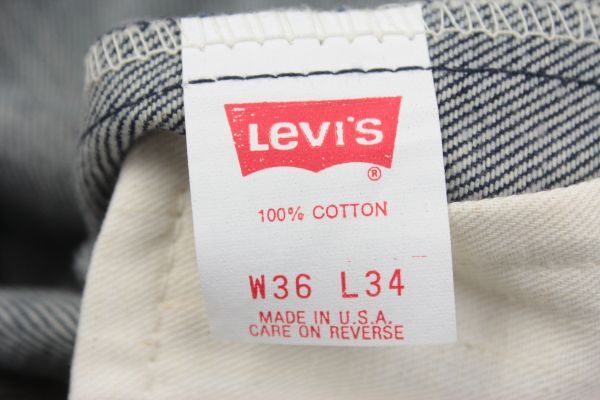 LEVI'S
®
100% COTTON
W36 L34
MADE IN U.S.A.
CARE ON REVERSE